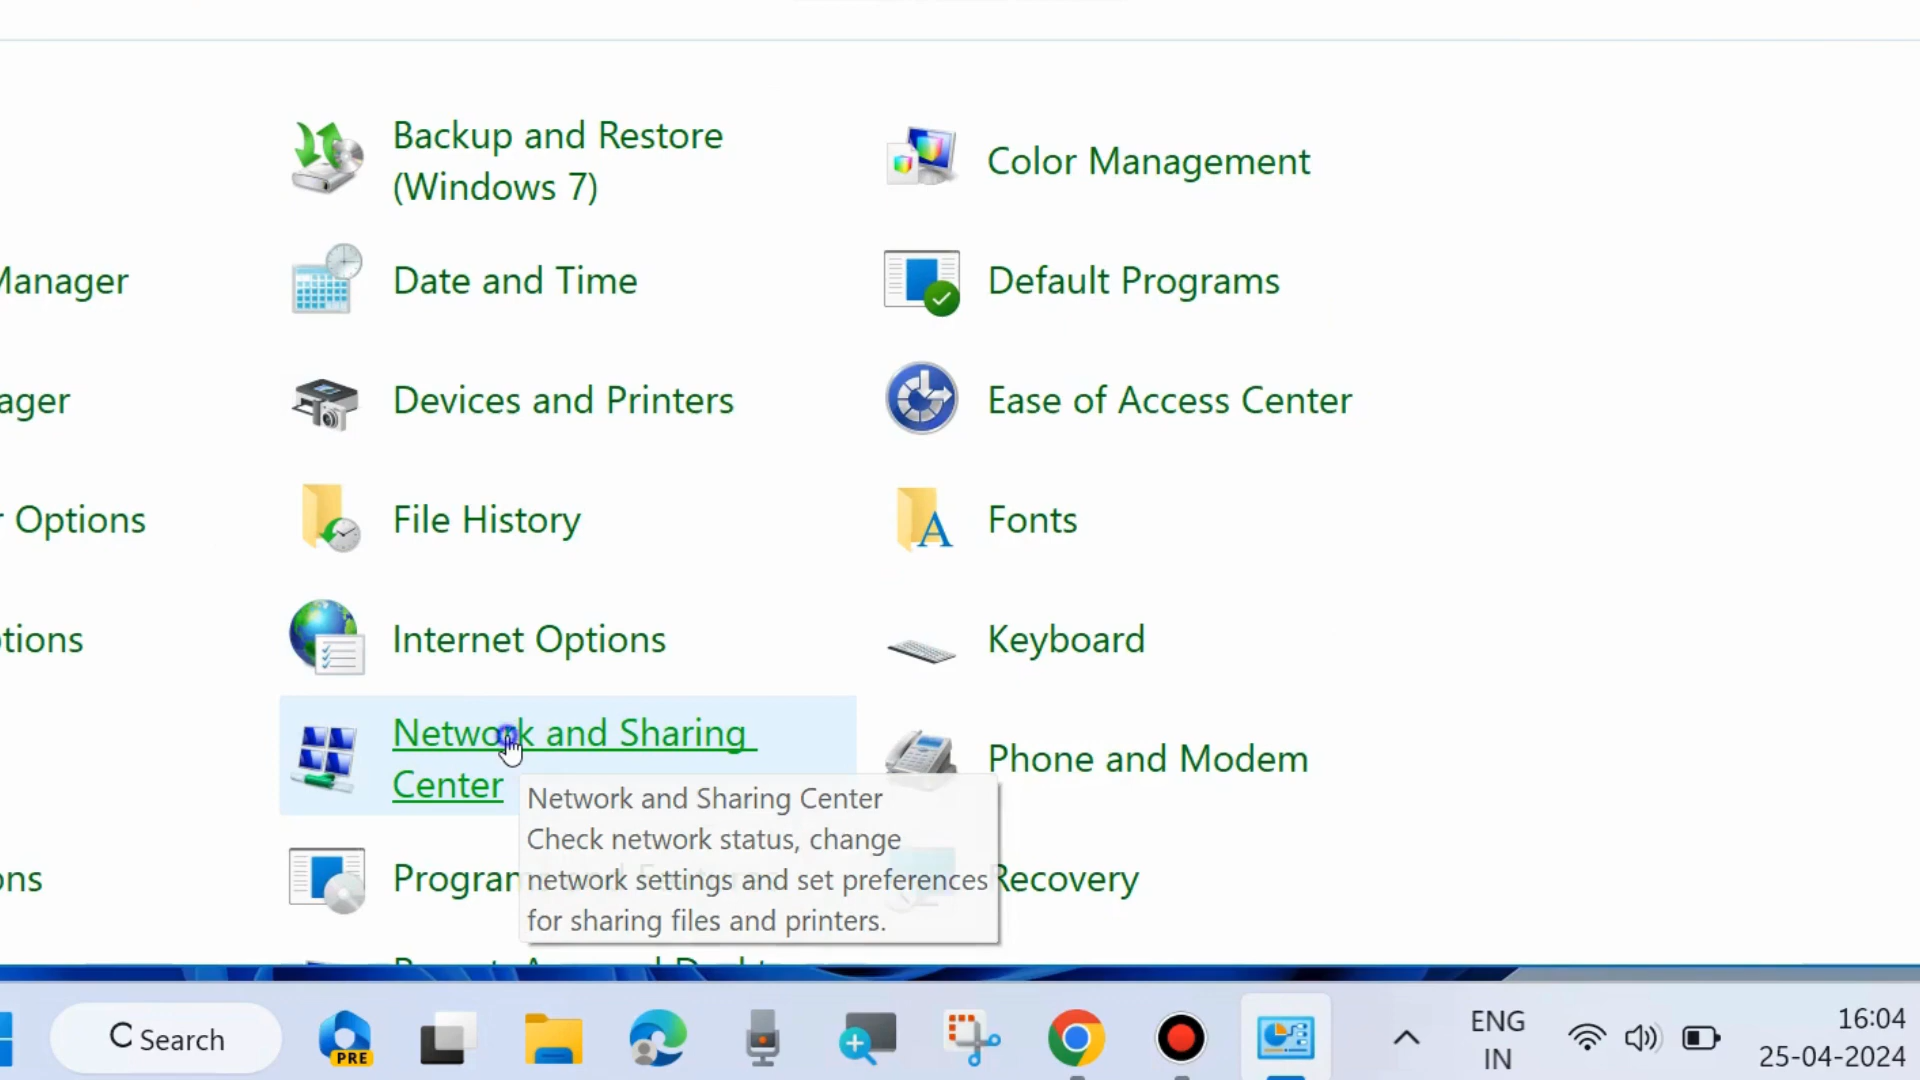 Backup and Restore
(Windows 7)
Color Management
Manager
Date and Time
Default Programs
ager
Devices and Printers
Ease of Access Center
r Options
File History
Fonts
tions
Internet Options
Keyboard
Network and Sharing
Center
Phone and Modem
Network and Sharing Center
Check network status, change
network settings and set preferences
for sharing files and printers.
ons
Program
Recovery
Search
PRE
ENG
IN
16:04
25-04-2024